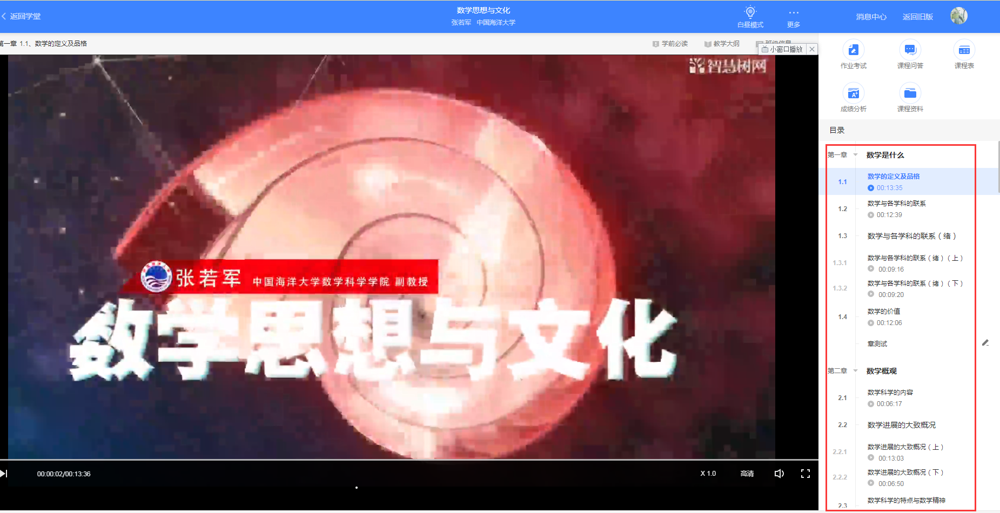 返回学堂
数学思想与文化
张若军 中国海洋大学
白昼模式
更多
消息中心
返回旧版
第一章 1.1、数学的定义及品格
学前必读
教学大纲
班级信息
小窗口播放
智慧树网
张若军 中国海洋大学数学科学学院 副教授
数学思想与文化
00:00:02/00:13:36
X 1.0
高清
作业考试
课程问答
课程表
成绩分析
课程资料
目录
第一章 数学是什么
1.1 数学的定义及品格
00:13:35
1.2 数学与各学科的联系
00:12:39
1.3 数学与各学科的联系（绪）
1.3.1 数学与各学科的联系（绪）（上）
00:09:16
1.3.2 数学与各学科的联系（绪）（下）
00:09:20
1.4 数学的价值
00:12:06
章测试
第二章 数学概观
2.1 数学科学的内容
00:06:17
2.2 数学进展的大致概况
2.2.1 数学进展的大致概况（上）
00:13:03
2.2.2 数学进展的大致概况（下）
00:06:50
2.3 数学科学的特点与数学精神